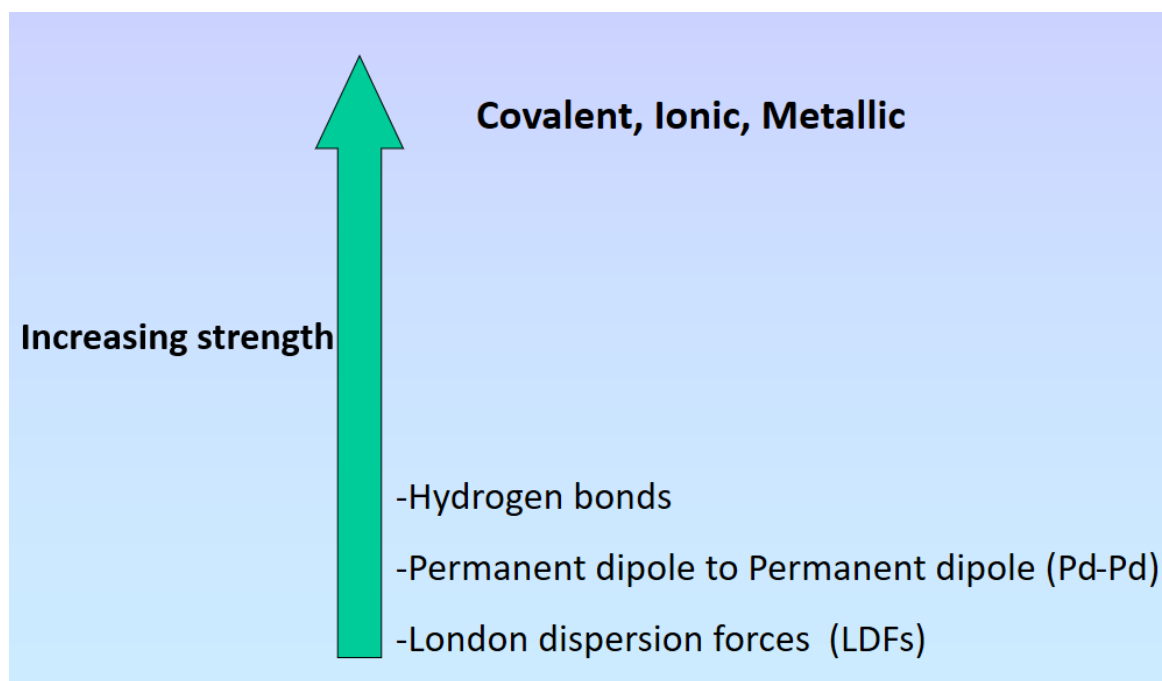 Covalent, Ionic, Metallic
Increasing strength
-Hydrogen bonds
-Permanent dipole to Permanent dipole (Pd-Pd)
-London dispersion forces (LDFs)